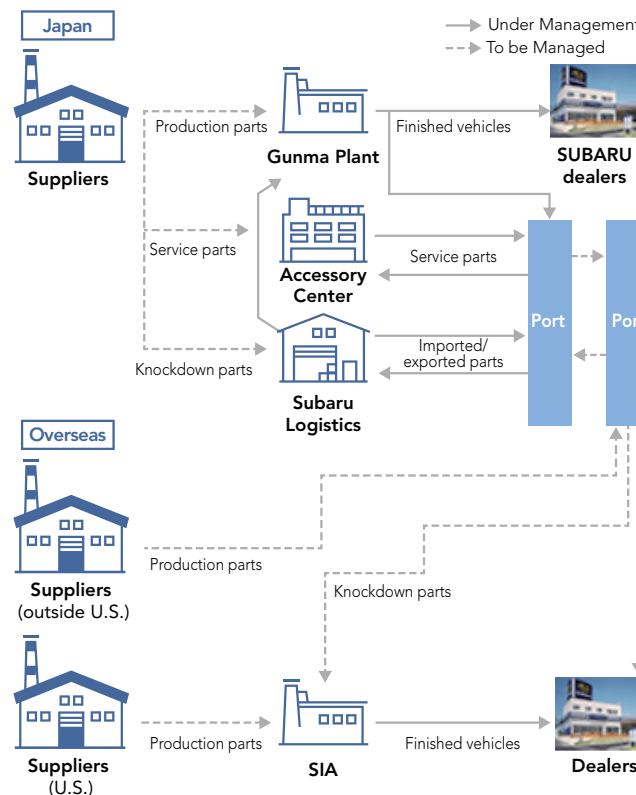 Japan
Under Management
To be Managed
Suppliers
Production parts
Gunma Plant
Finished vehicles
SUBARU
dealers
Service parts
Accessory
Center
Service parts
Port
Knockdown parts
Subaru
Logistics
Imported/
exported parts
Overseas
Suppliers
(outside U.S.)
Production parts
Knockdown parts
Suppliers
(U.S.)
Production parts
SIA
Finished vehicles
Dealers